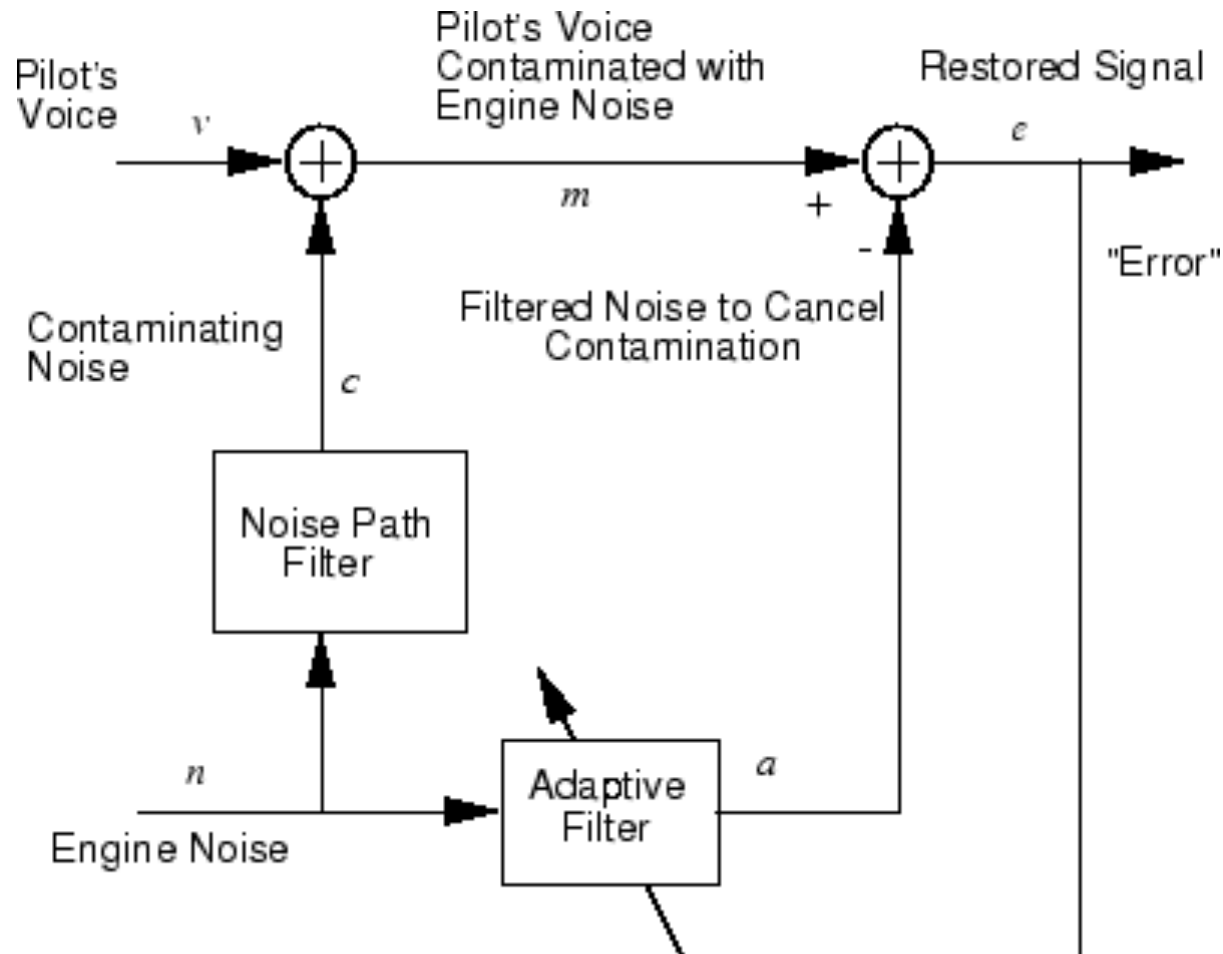 Pilot's
Voice
v
Pilot's Voice
Contaminated with
Engine Noise
Restored Signal
e
+
+
m
+
-
"Error"
Contaminating
Noise
Filtered Noise to Cancel
Contamination
c
Noise Path
Filter
n
Engine Noise
Adaptive
Filter
a